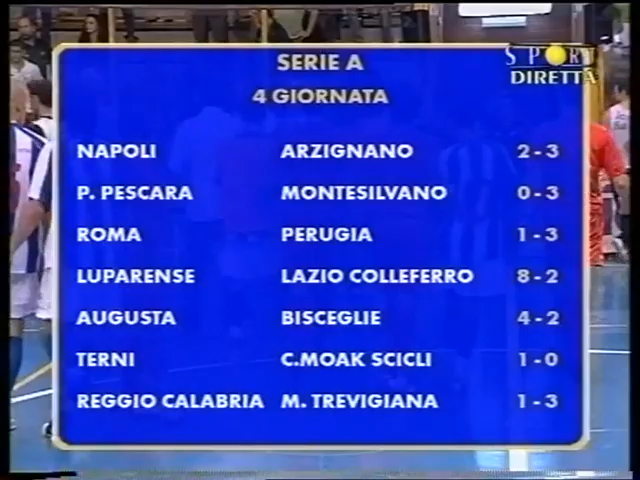 SPORT
DIRETTA
SERIE A
4 GIORNATA
NAPOLI ARZIGNANO 2 - 3
P. PESCARA MONTESILVANO 0 - 3
ROMA PERUGIA 1 - 3
LUPARENSE LAZIO COLLEFERRO 8 - 2
AUGUSTA BISCEGLIE 4 - 2
TERNI C.MOAK SCICLI 1 - 0
REGGIO CALABRIA M. TREVIGIANA 1 - 3